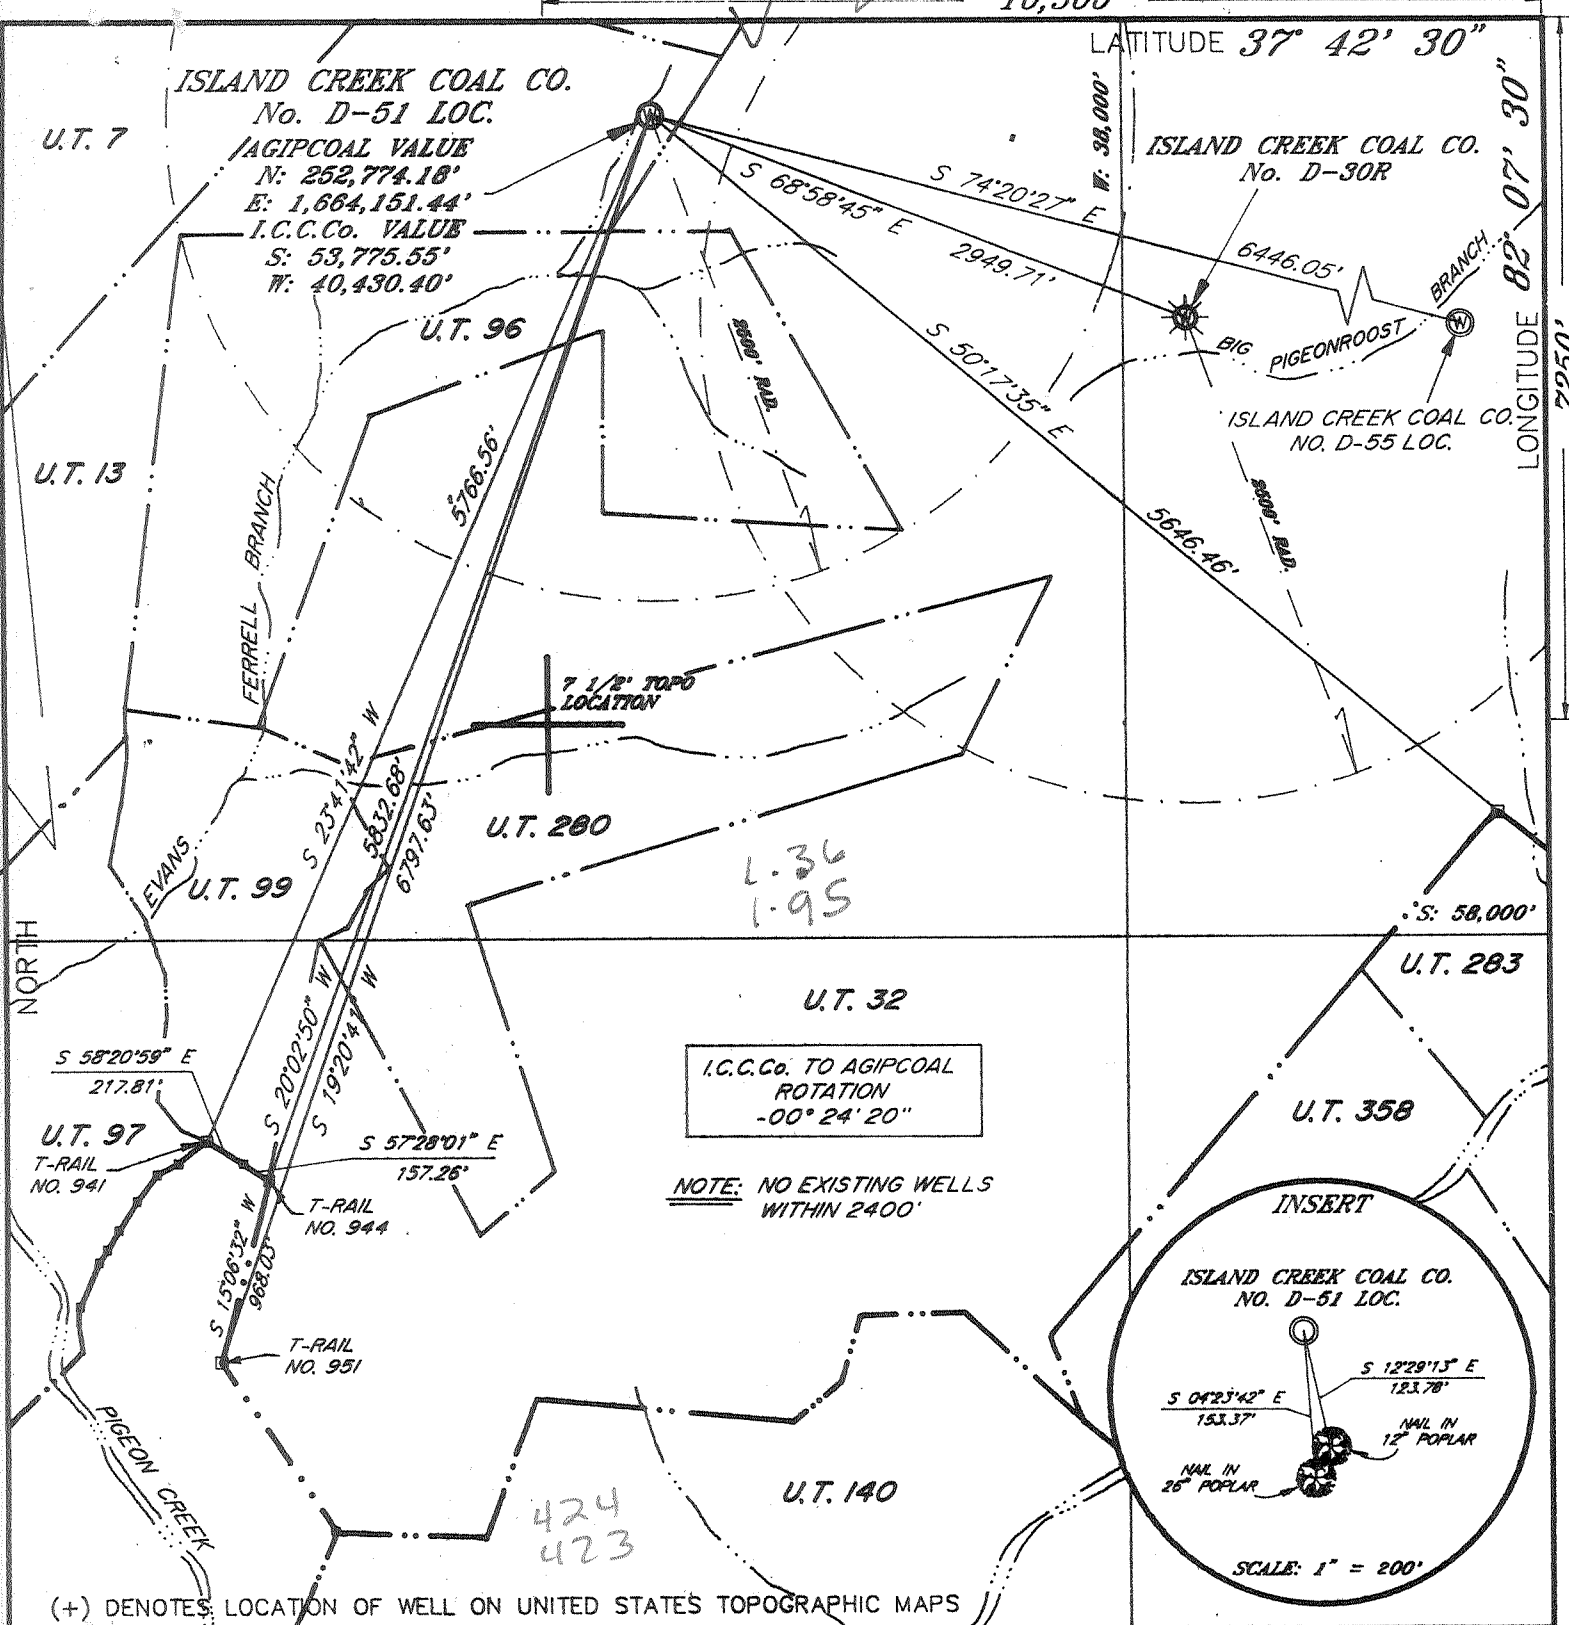 LATITUDE 37° 42' 30"
LONGITUDE 82° 07' 30"
7250'
ISLAND CREEK COAL CO.
No. D-51 LOC.
AGIPCOAL VALUE
N: 252,774.18'
E: 1,664,151.44'
I.C.C.Co. VALUE
S: 53,775.55'
W: 40,430.40'
U.T. 7
W: 38,000'
ISLAND CREEK COAL CO.
No. D-30R
S 74°20'27" E
6446.05'
S 68°58'45" E
2949.71'
S 50°17'35" E
5646.46'
BIG PIGEONROOST BRANCH
ISLAND CREEK COAL CO.
NO. D-55 LOC.
2500' RAD.
2500' RAD.
U.T. 96
U.T. 13
FERRELL BRANCH
5766.56'
S 23°41'42" W
7 1/2' TOPO
LOCATION
5832.68'
6797.63'
U.T. 280
1.36
1.95
EVANS
U.T. 99
NORTH
S: 58,000'
U.T. 283
U.T. 32
S 20°02'50" W
S 19°20'41" W
S 58°20'59" E
217.81'
I.C.C.Co. TO AGIPCOAL
ROTATION
-00° 24' 20"
U.T. 358
U.T. 97
T-RAIL
NO. 941
S 57°28'01" E
157.26'
T-RAIL
NO. 944
NOTE: NO EXISTING WELLS
WITHIN 2400'
S 15°06'32" W
968.03'
T-RAIL
NO. 951
INSERT
ISLAND CREEK COAL CO.
NO. D-51 LOC.
S 12°29'13" E
123.78'
S 04°23'42" E
153.37'
NAIL IN
12" POPLAR
NAIL IN
26" POPLAR
SCALE: 1" = 200'
PIGEON CREEK
U.T. 140
424
423
(+) DENOTES LOCATION OF WELL ON UNITED STATES TOPOGRAPHIC MAPS